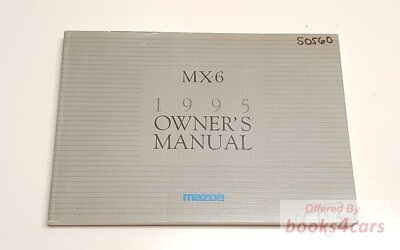 S0560
MX-6
1995
OWNER'S
MANUAL
mazda
Offered By
books4cars